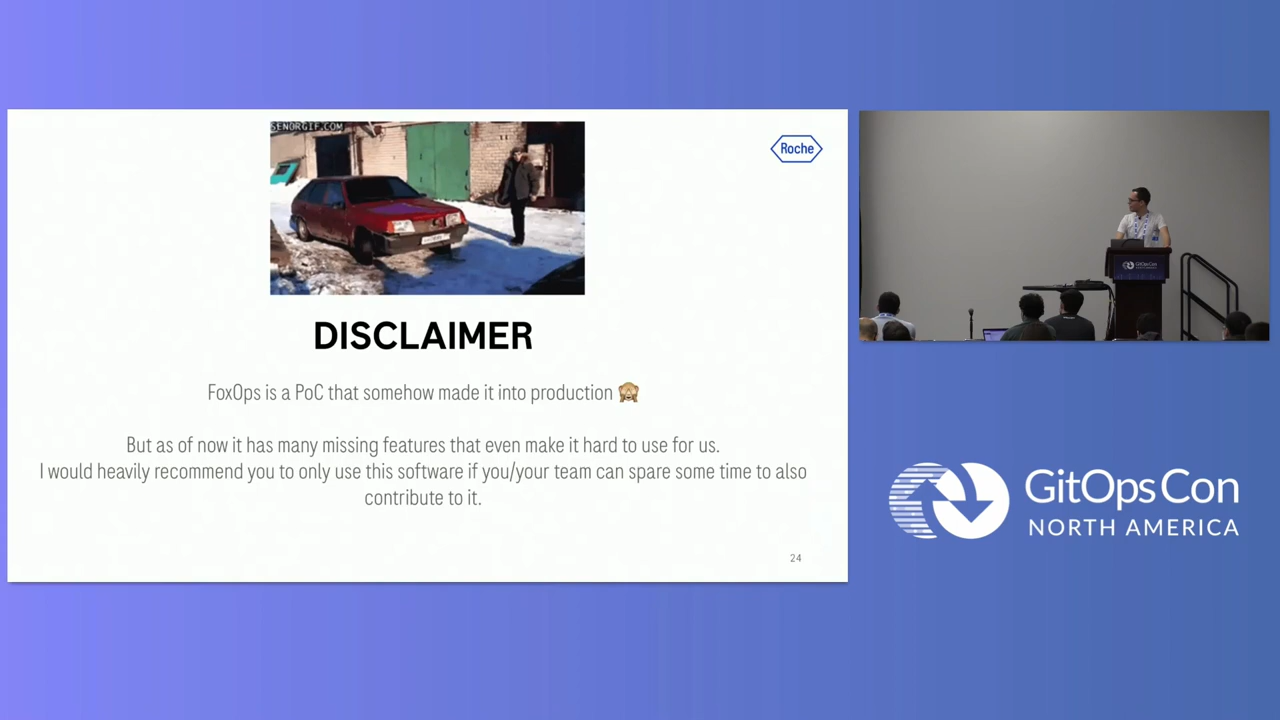 SENORGIF.COM
Roche
DISCLAIMER
FoxOps is a PoC that somehow made it into production 🙈
But as of now it has many missing features that even make it hard to use for us.
I would heavily recommend you to only use this software if you/your team can spare some time to also
contribute to it.
24
GitOpsCon
GitOpsCon
NORTH AMERICA